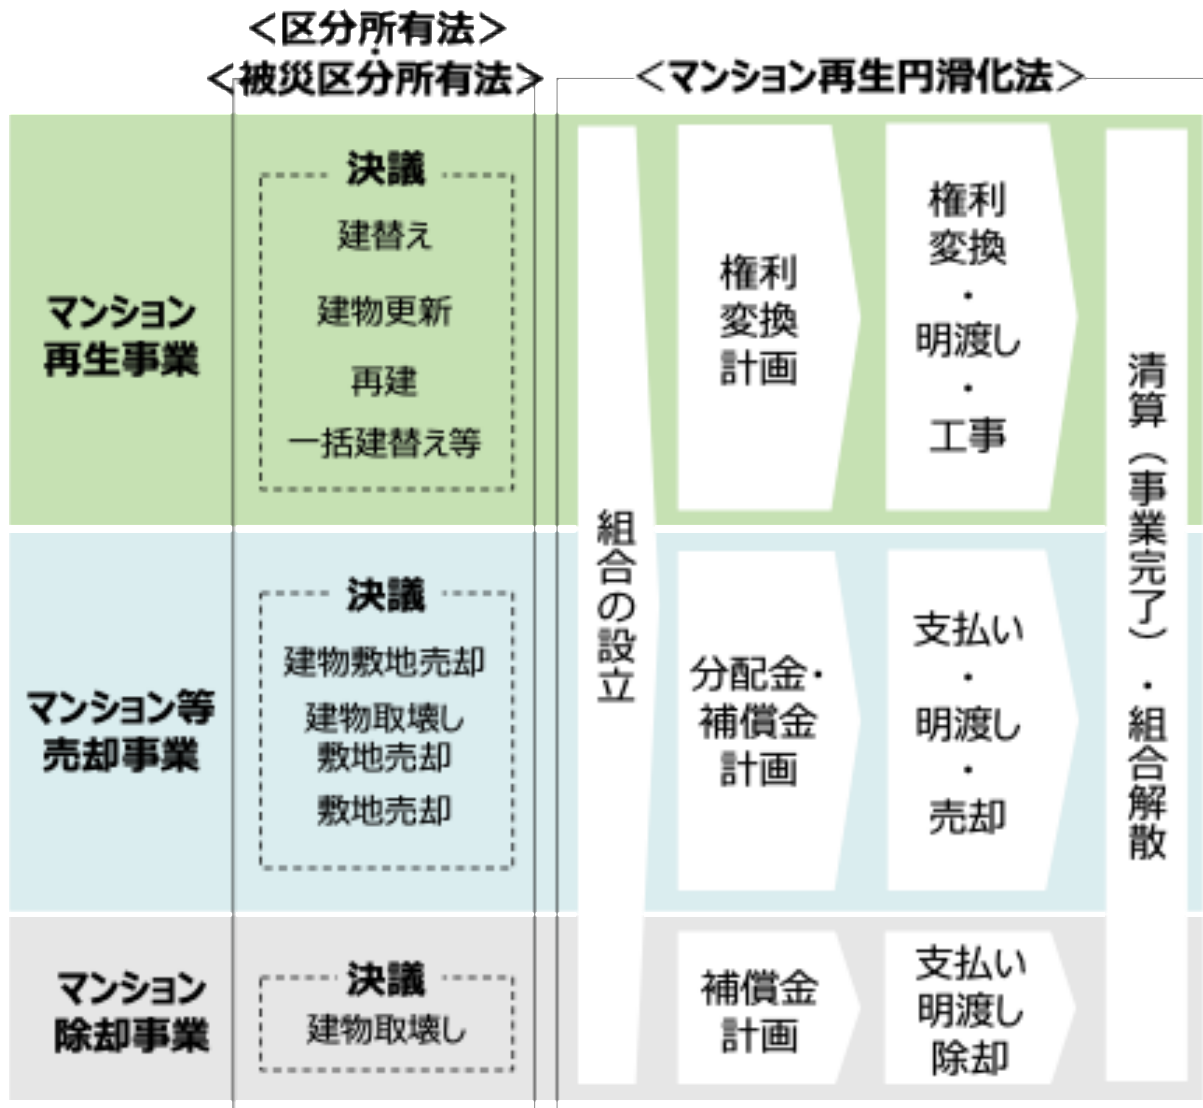 <区分所有法>
・
<被災区分所有法>
<マンション再生円滑化法>
マンション
再生事業
決議
建替え
建物更新
再建
一括建替え等
権利
変換
計画
権利
変換
・
明渡し
・
工事
マンション等
売却事業
決議
建物敷地売却
建物取壊し
敷地売却
敷地売却
分配金・
補償金
計画
支払い
・
明渡し
・
売却
マンション
除却事業
決議
建物取壊し
補償金
計画
支払い
明渡し
除却
組合の設立
清算（事業完了）・組合解散